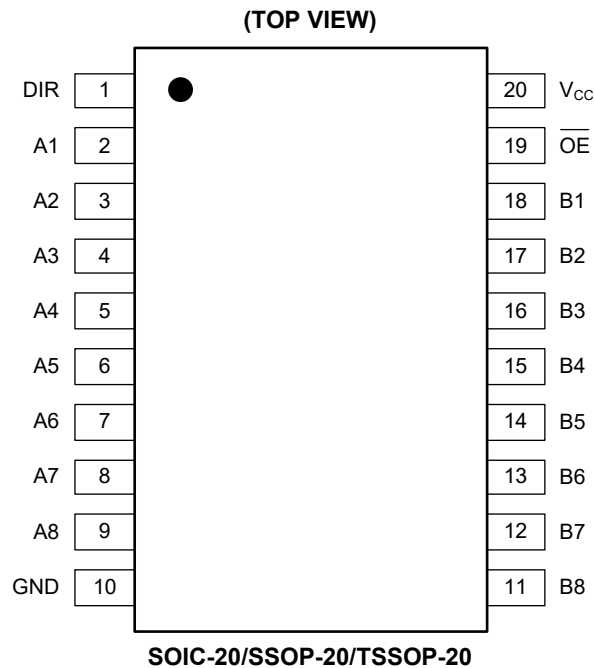 (TOP VIEW)
DIR 1 20 VCC
A1 2 19 O̅E̅
A2 3 18 B1
A3 4 17 B2
A4 5 16 B3
A5 6 15 B4
A6 7 14 B5
A7 8 13 B6
A8 9 12 B7
GND 10 11 B8
SOIC-20/SSOP-20/TSSOP-20